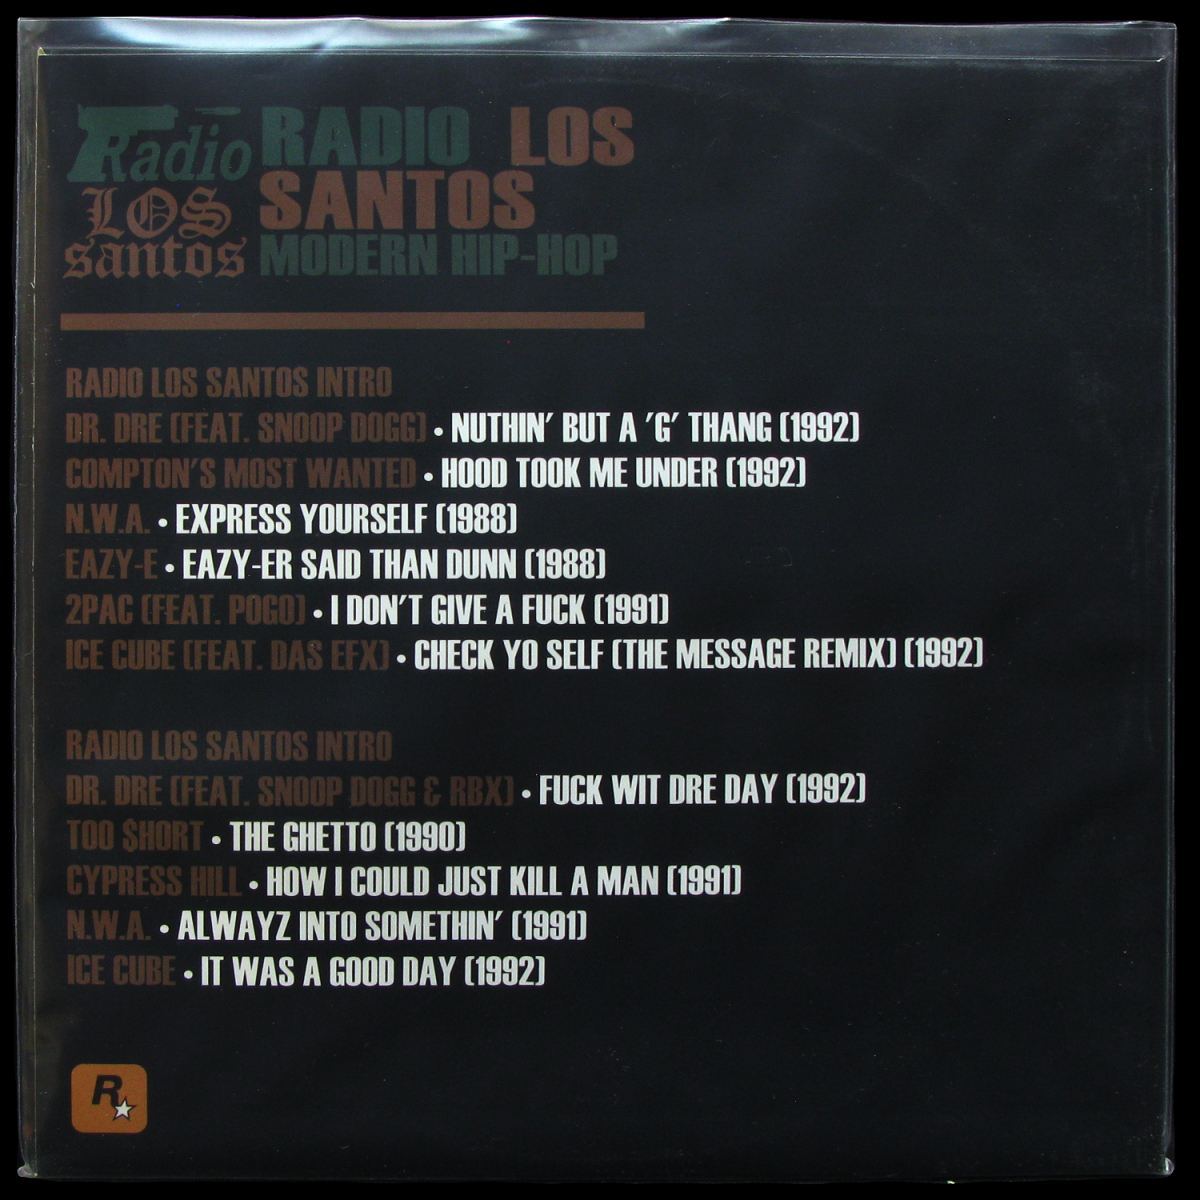 Radio
LOS
santos
RADIO LOS
SANTOS
MODERN HIP-HOP
RADIO LOS SANTOS INTRO
DR. DRE (FEAT. SNOOP DOGG) • NUTHIN' BUT A 'G' THANG (1992)
COMPTON'S MOST WANTED • HOOD TOOK ME UNDER (1992)
N.W.A. • EXPRESS YOURSELF (1988)
EAZY-E • EAZY-ER SAID THAN DUNN (1988)
2PAC (FEAT. POGO) • I DON'T GIVE A FUCK (1991)
ICE CUBE (FEAT. DAS EFX) • CHECK YO SELF (THE MESSAGE REMIX) (1992)
RADIO LOS SANTOS INTRO
DR. DRE (FEAT. SNOOP DOGG & RBX) • FUCK WIT DRE DAY (1992)
TOO $HORT • THE GHETTO (1990)
CYPRESS HILL • HOW I COULD JUST KILL A MAN (1991)
N.W.A. • ALWAYZ INTO SOMETHIN' (1991)
ICE CUBE • IT WAS A GOOD DAY (1992)
R